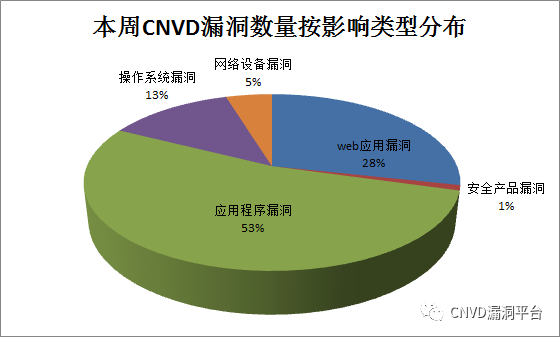 本周CNVD漏洞数量按影响类型分布
网络设备漏洞
5%
操作系统漏洞
13%
web应用漏洞
28%
安全产品漏洞
1%
应用程序漏洞
53%
CNVD漏洞平台